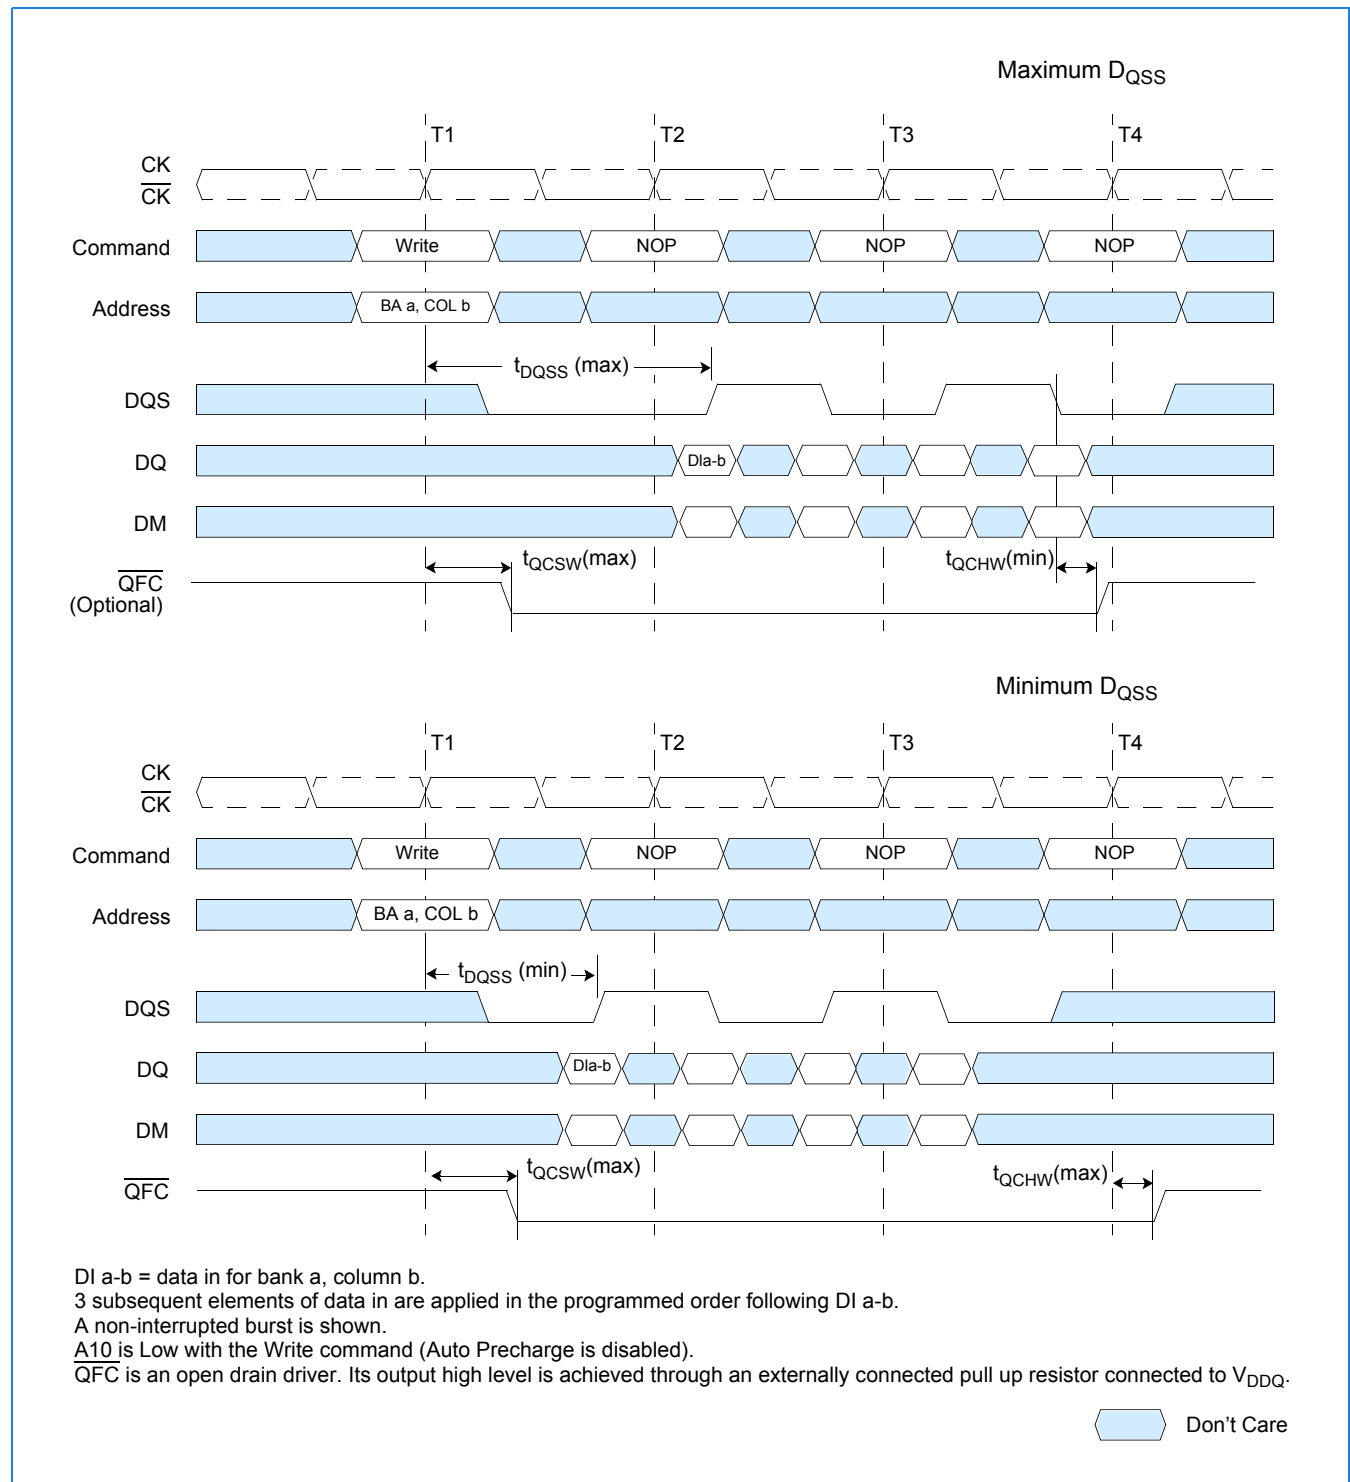 Maximum DQSS
T1 T2 T3 T4
CK
CK
Command Write NOP NOP NOP
Address BA a, COL b
tDQSS (max)
DQS
DQ DIa-b
DM
tQCSW(max) tQCHW(min)
QFC
(Optional)
Minimum DQSS
T1 T2 T3 T4
CK
CK
Command Write NOP NOP NOP
Address BA a, COL b
tDQSS (min)
DQS
DQ DIa-b
DM
tQCSW(max) tQCHW(max)
QFC
DI a-b = data in for bank a, column b.
3 subsequent elements of data in are applied in the programmed order following DI a-b.
A non-interrupted burst is shown.
A10 is Low with the Write command (Auto Precharge is disabled).
QFC is an open drain driver. Its output high level is achieved through an externally connected pull up resistor connected to VDDQ.
Don't Care